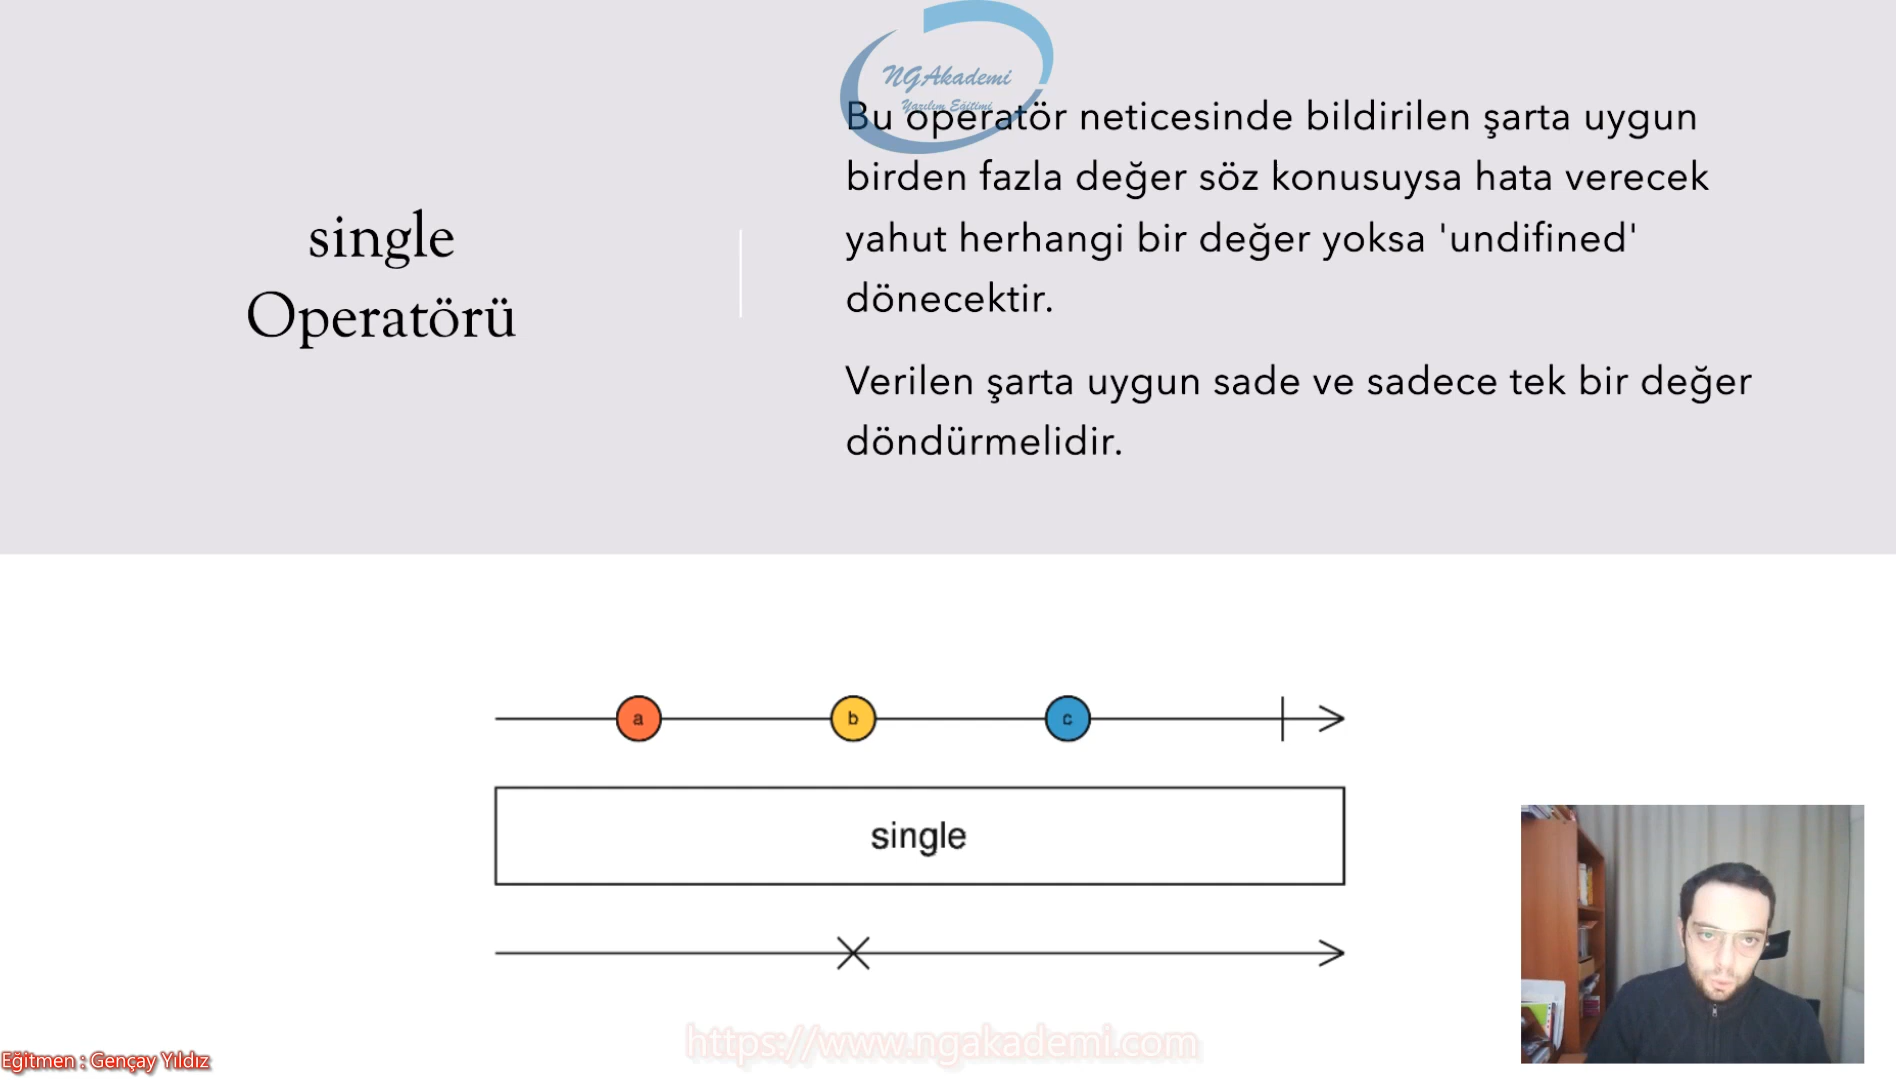 NGAkademi
Yazılım Eğitimi
single
Operatörü
Bu operatör neticesinde bildirilen şarta uygun
birden fazla değer söz konusuysa hata verecek
yahut herhangi bir değer yoksa 'undifined'
dönecektir.
Verilen şarta uygun sade ve sadece tek bir değer
döndürmelidir.
a b c
single
https://www.ngakademi.com
Eğitmen : Gençay Yıldız